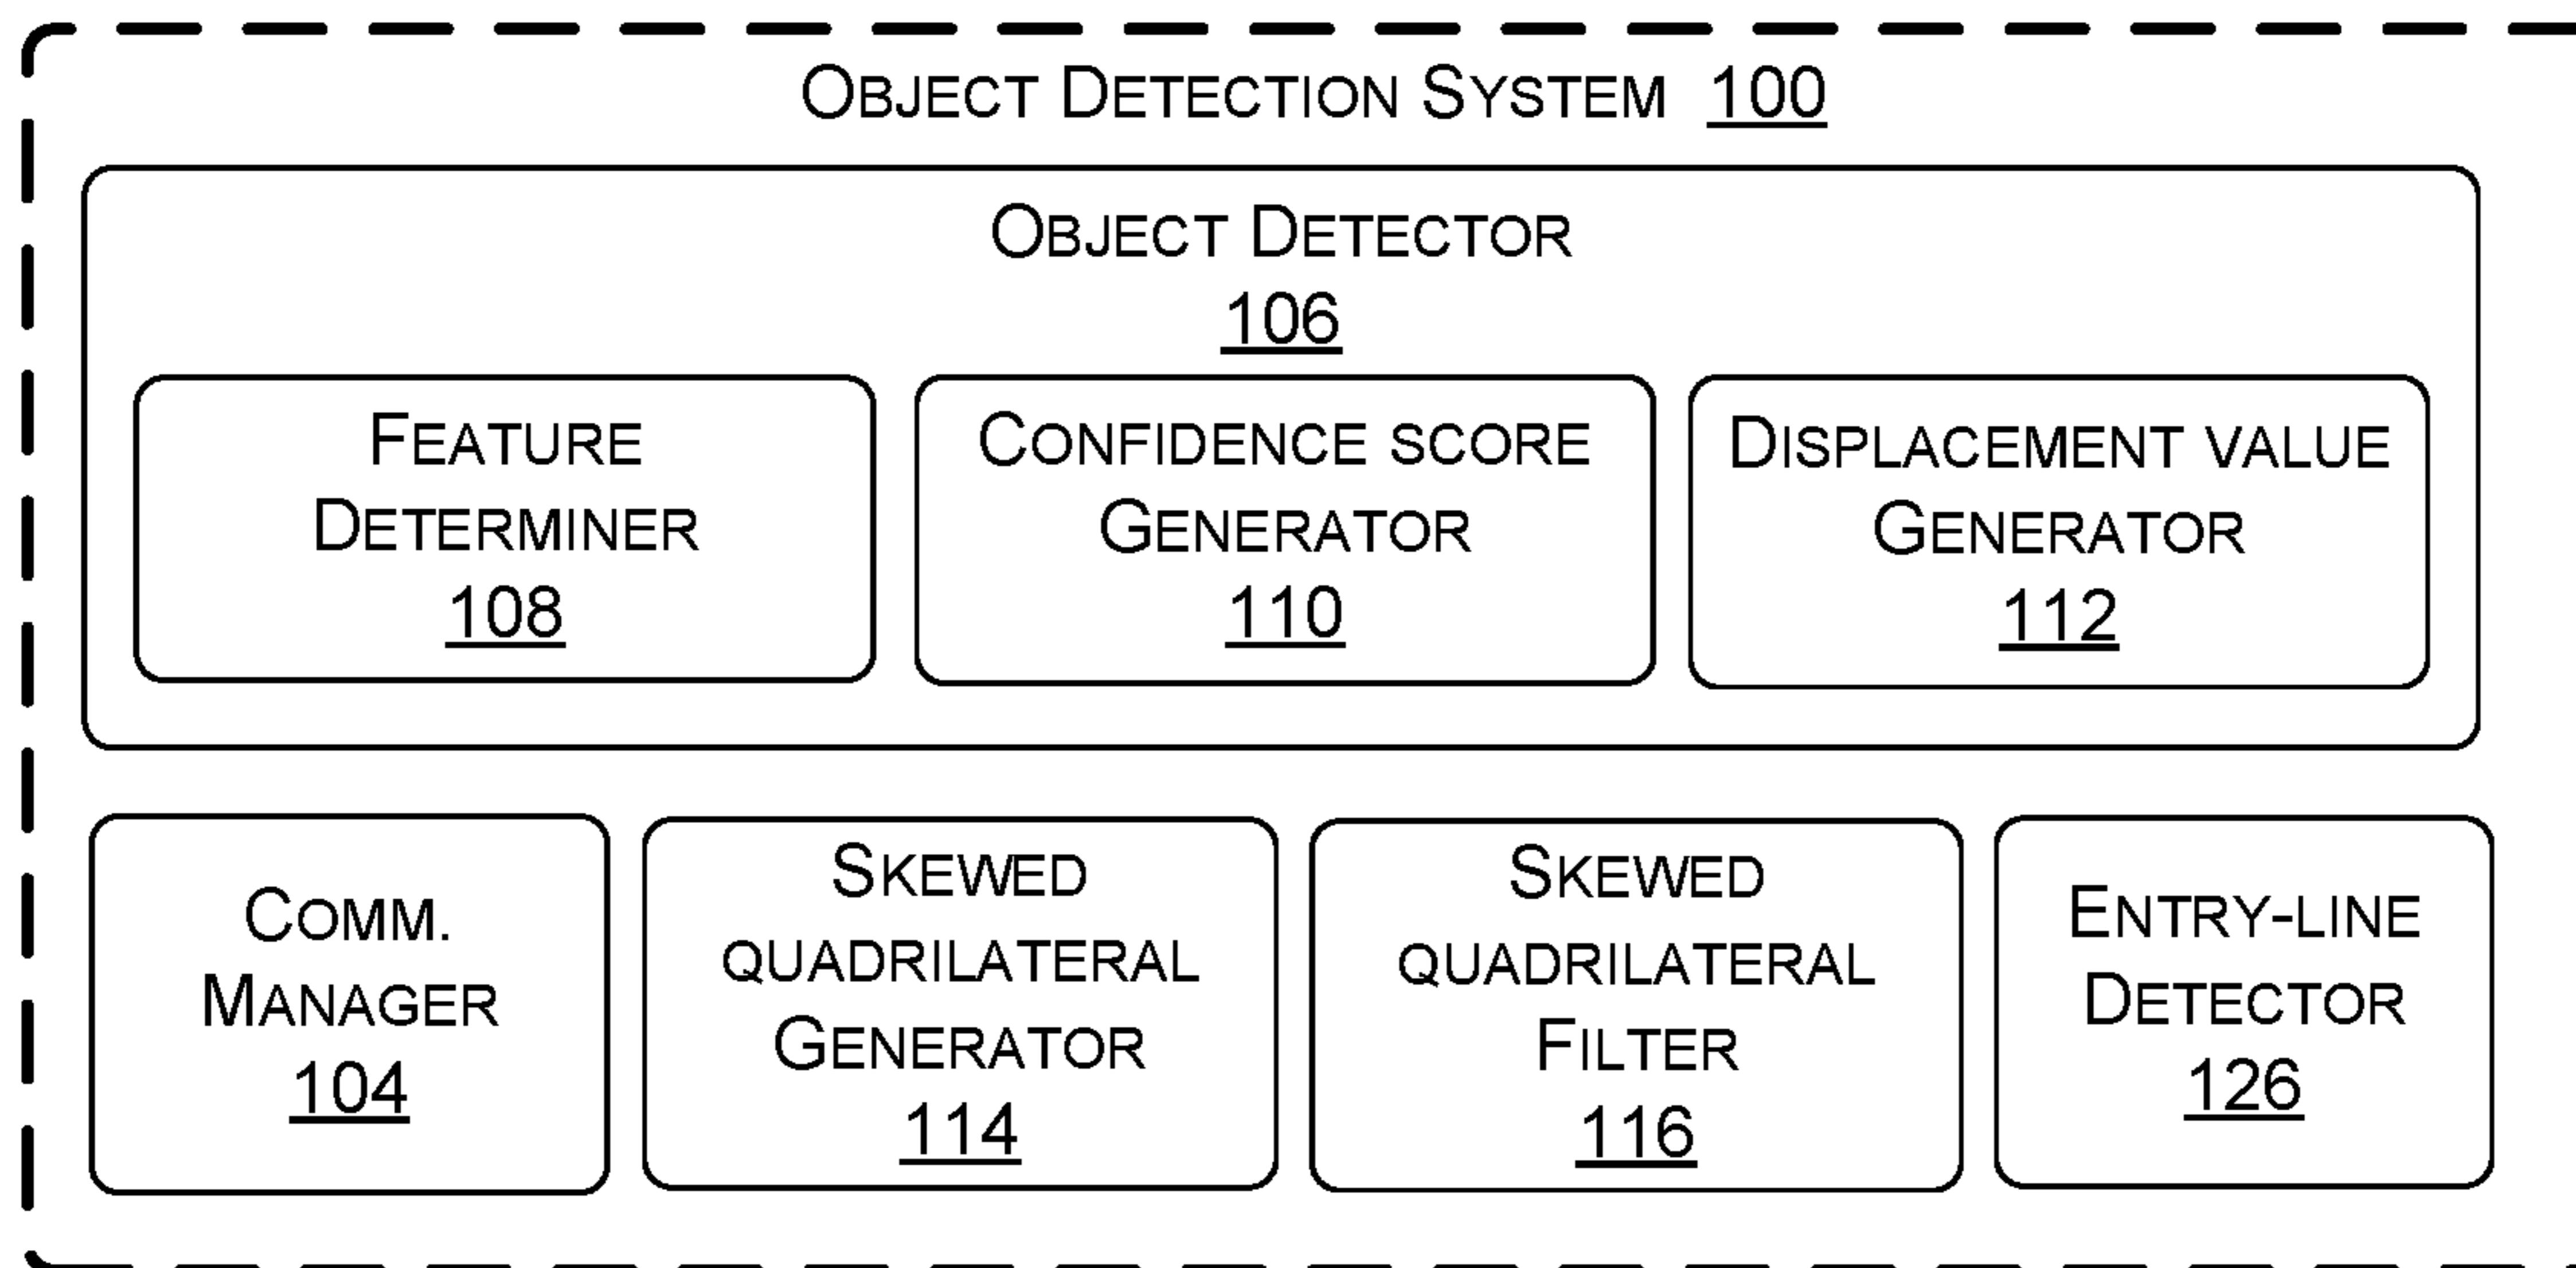 OBJECT DETECTION SYSTEM 100
OBJECT DETECTOR
106
FEATURE
DETERMINER
108
CONFIDENCE SCORE
GENERATOR
110
DISPLACEMENT VALUE
GENERATOR
112
COMM.
MANAGER
104
SKEWED
QUADRILATERAL
GENERATOR
114
SKEWED
QUADRILATERAL
FILTER
116
ENTRY-LINE
DETECTOR
126